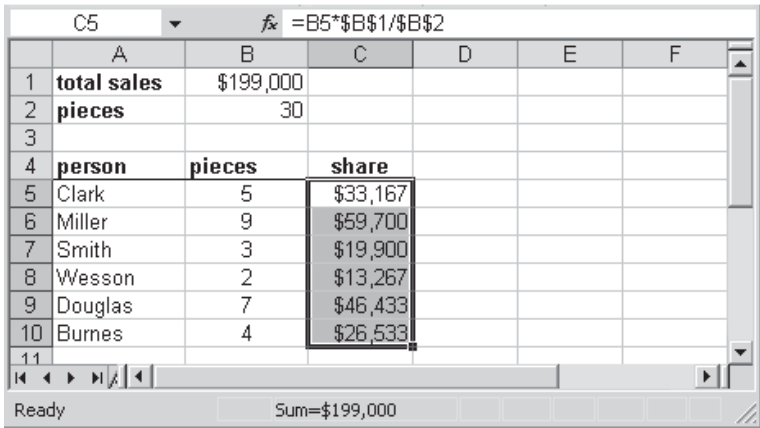 C5 fx =B5*$B$1/$B$2
A B C D E F
1 total sales $199,000
2 pieces 30
3
4 person pieces share
5 Clark 5 $33,167
6 Miller 9 $59,700
7 Smith 3 $19,900
8 Wesson 2 $13,267
9 Douglas 7 $46,433
10 Burnes 4 $26,533
11
Ready Sum=$199,000